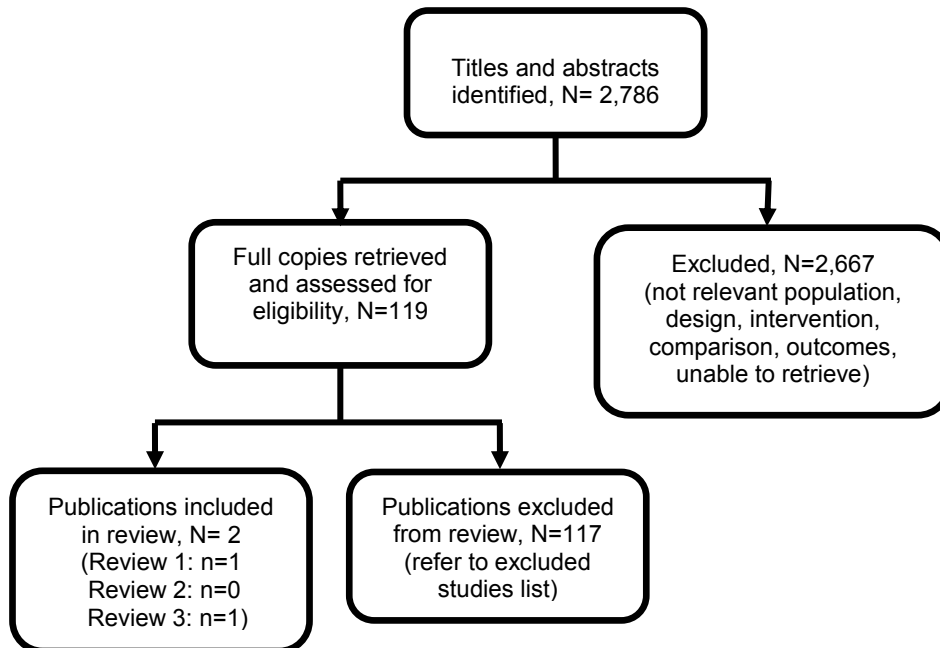 Titles and abstracts
identified, N= 2,786
Full copies retrieved
and assessed for
eligibility, N=119
Excluded, N=2,667
(not relevant population,
design, intervention,
comparison, outcomes,
unable to retrieve)
Publications included
in review, N= 2
(Review 1: n=1
Review 2: n=0
Review 3: n=1)
Publications excluded
from review, N=117
(refer to excluded
studies list)